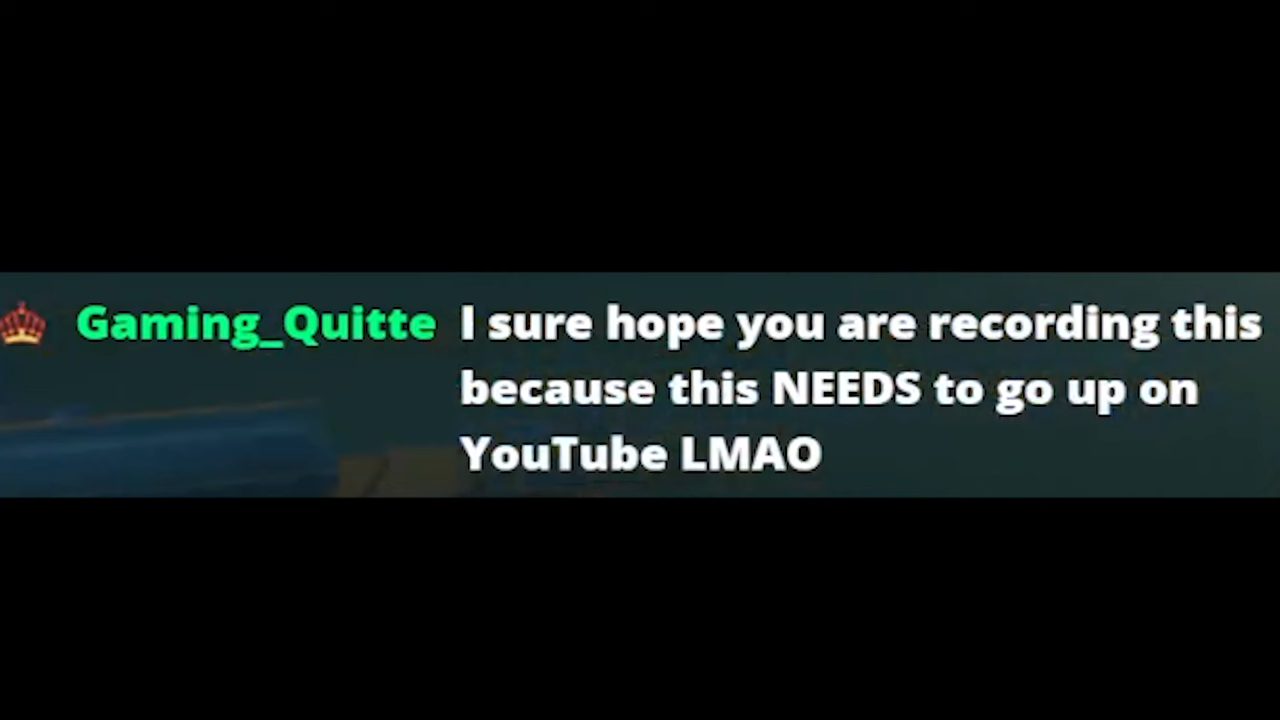 Gaming_Quitte I sure hope you are recording this
because this NEEDS to go up on
YouTube LMAO